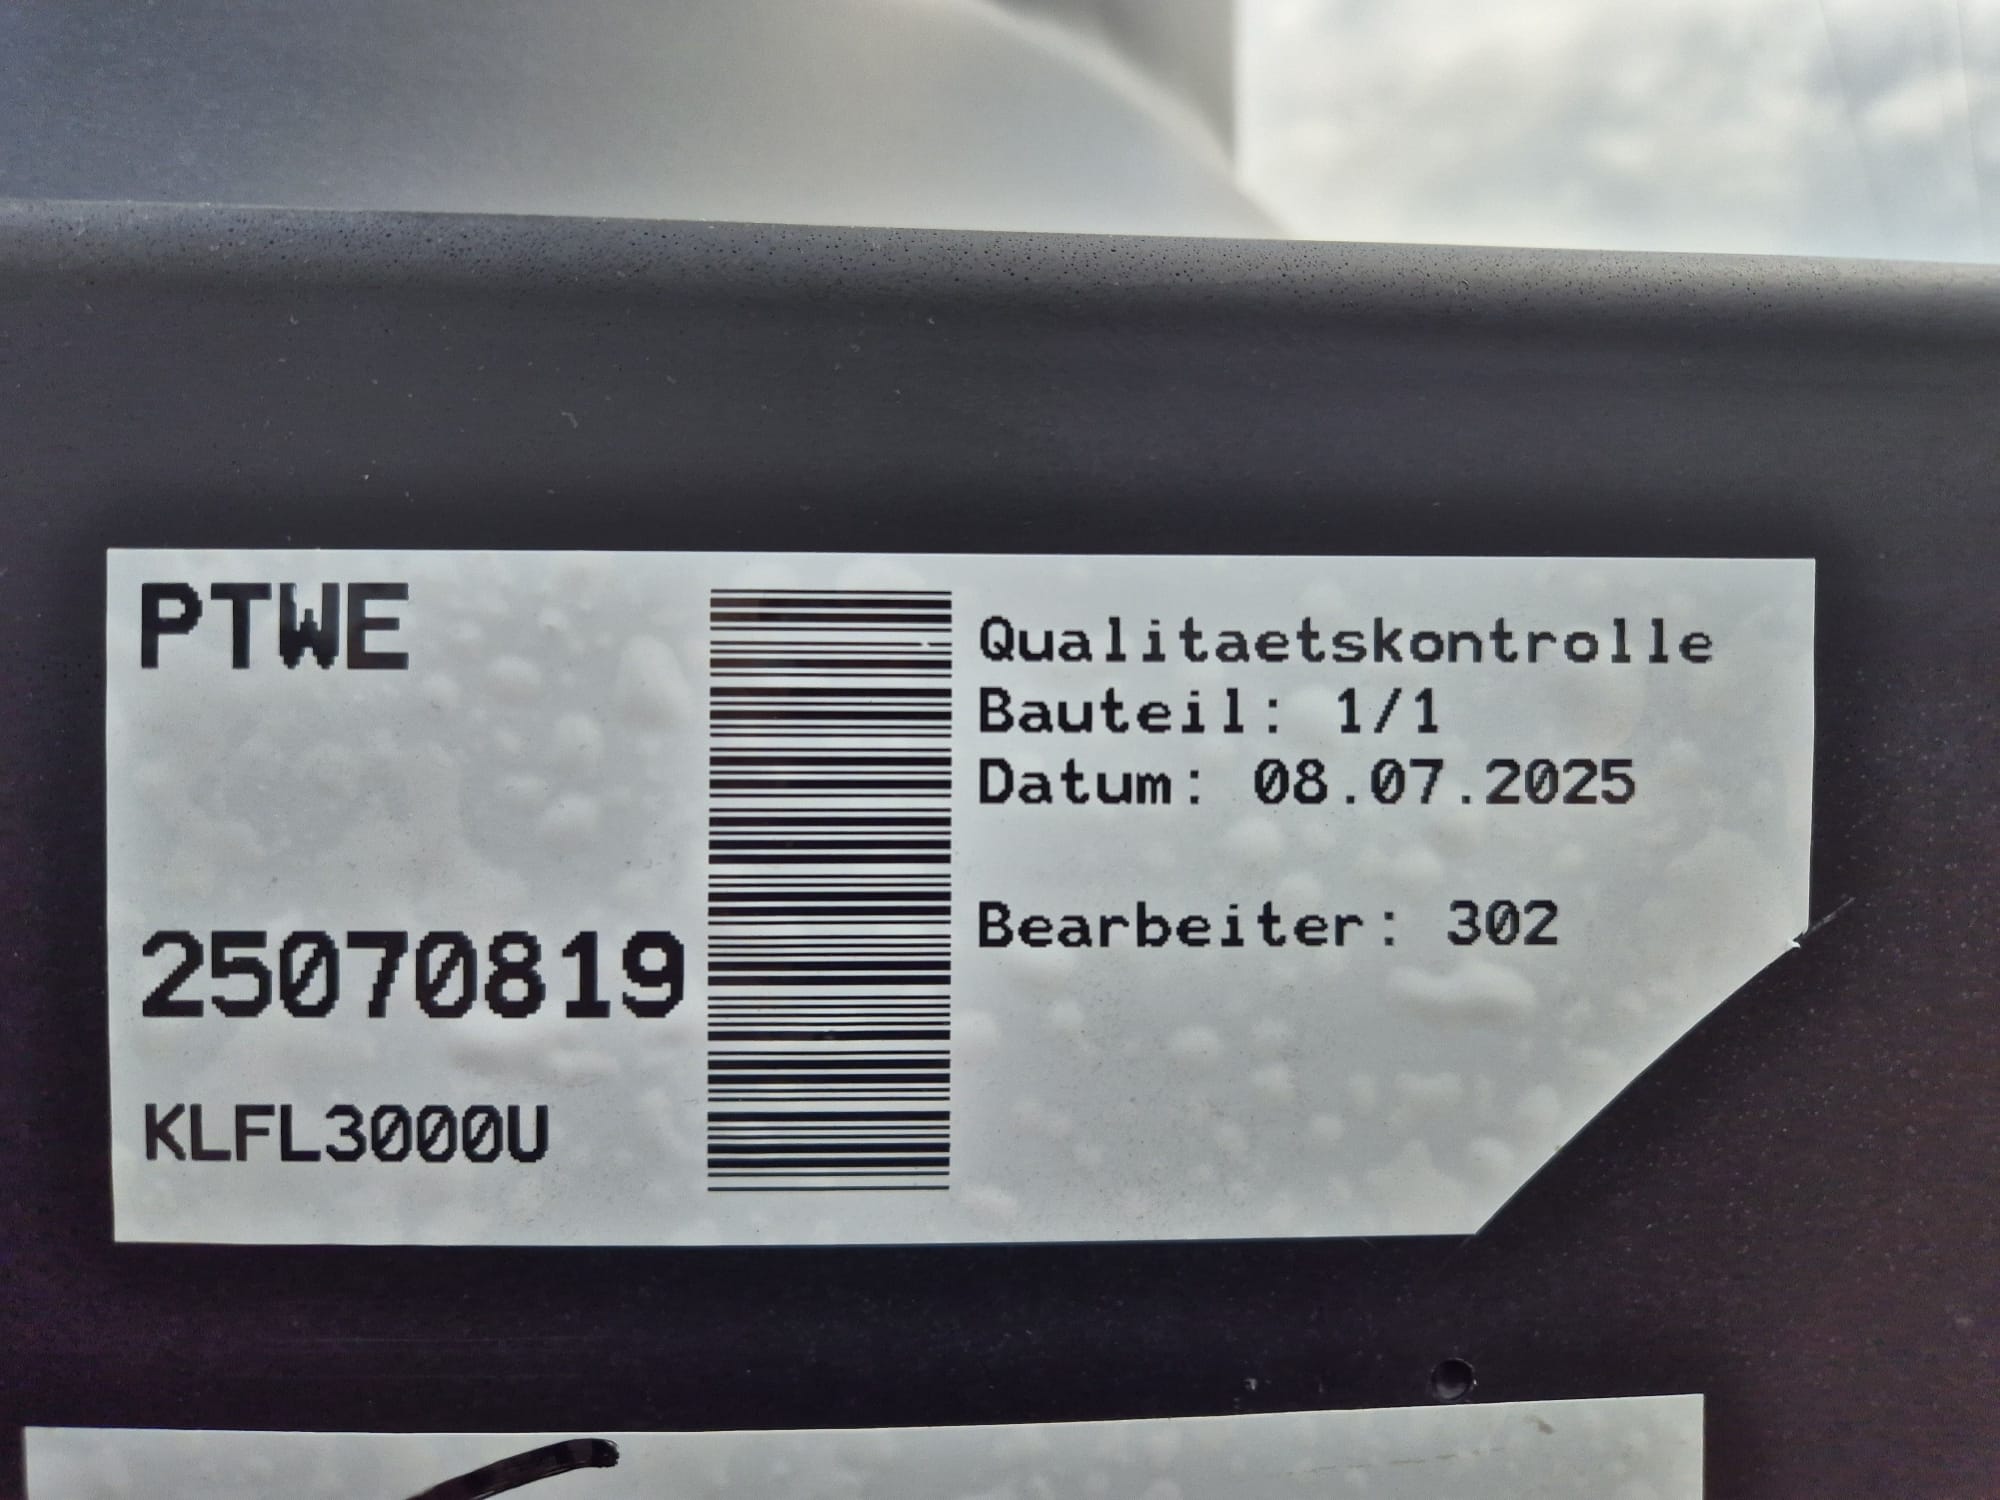 PTWE
25070819
KLFL3000U
Qualitaetskontrolle
Bauteil: 1/1
Datum: 08.07.2025
Bearbeiter: 302